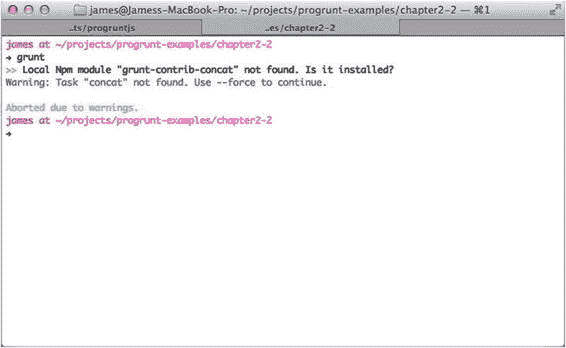 james@Jamess-MacBook-Pro: ~/projects/progrunt-examples/chapter2-2 — ⌘1
..ts/progruntjs
..es/chapter2-2
james at ~/projects/progrunt-examples/chapter2-2
➜ grunt
>> Local Npm module "grunt-contrib-concat" not found. Is it installed?
Warning: Task "concat" not found. Use --force to continue.
Aborted due to warnings.
james at ~/projects/progrunt-examples/chapter2-2
➜